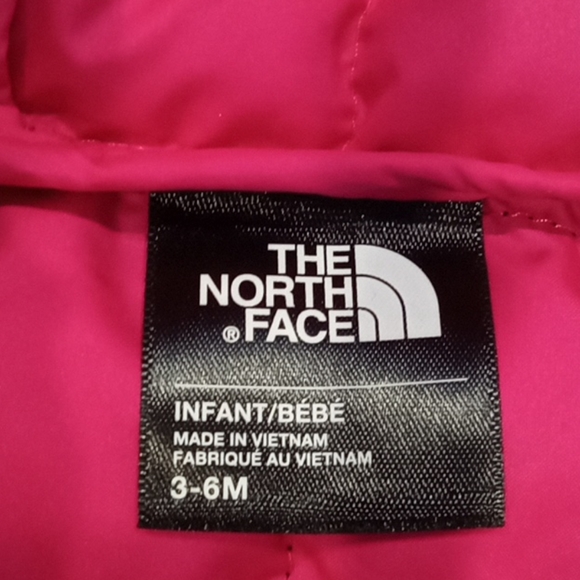 THE
NORTH
® FACE
INFANT/BÉBÉ
MADE IN VIETNAM
FABRIQUÉ AU VIETNAM
3-6M